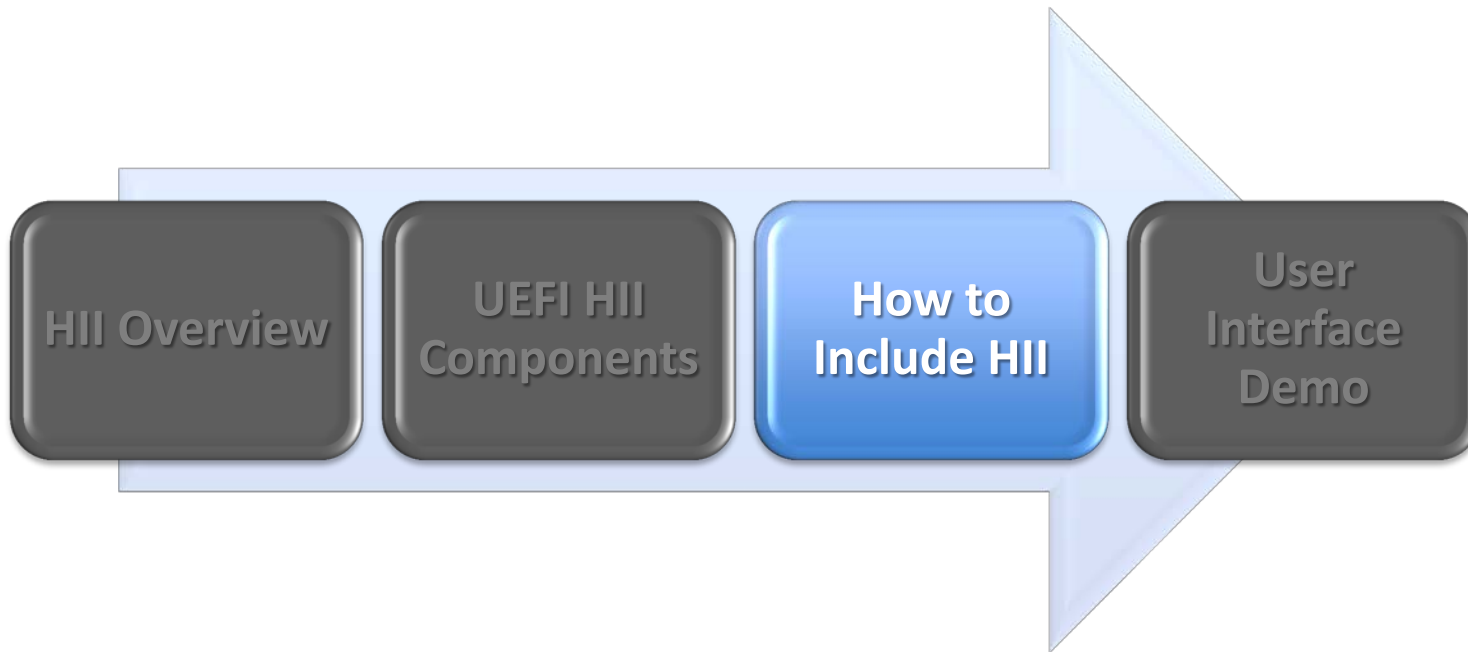 HII Overview
UEFI HII
Components
How to
Include HII
User
Interface
Demo